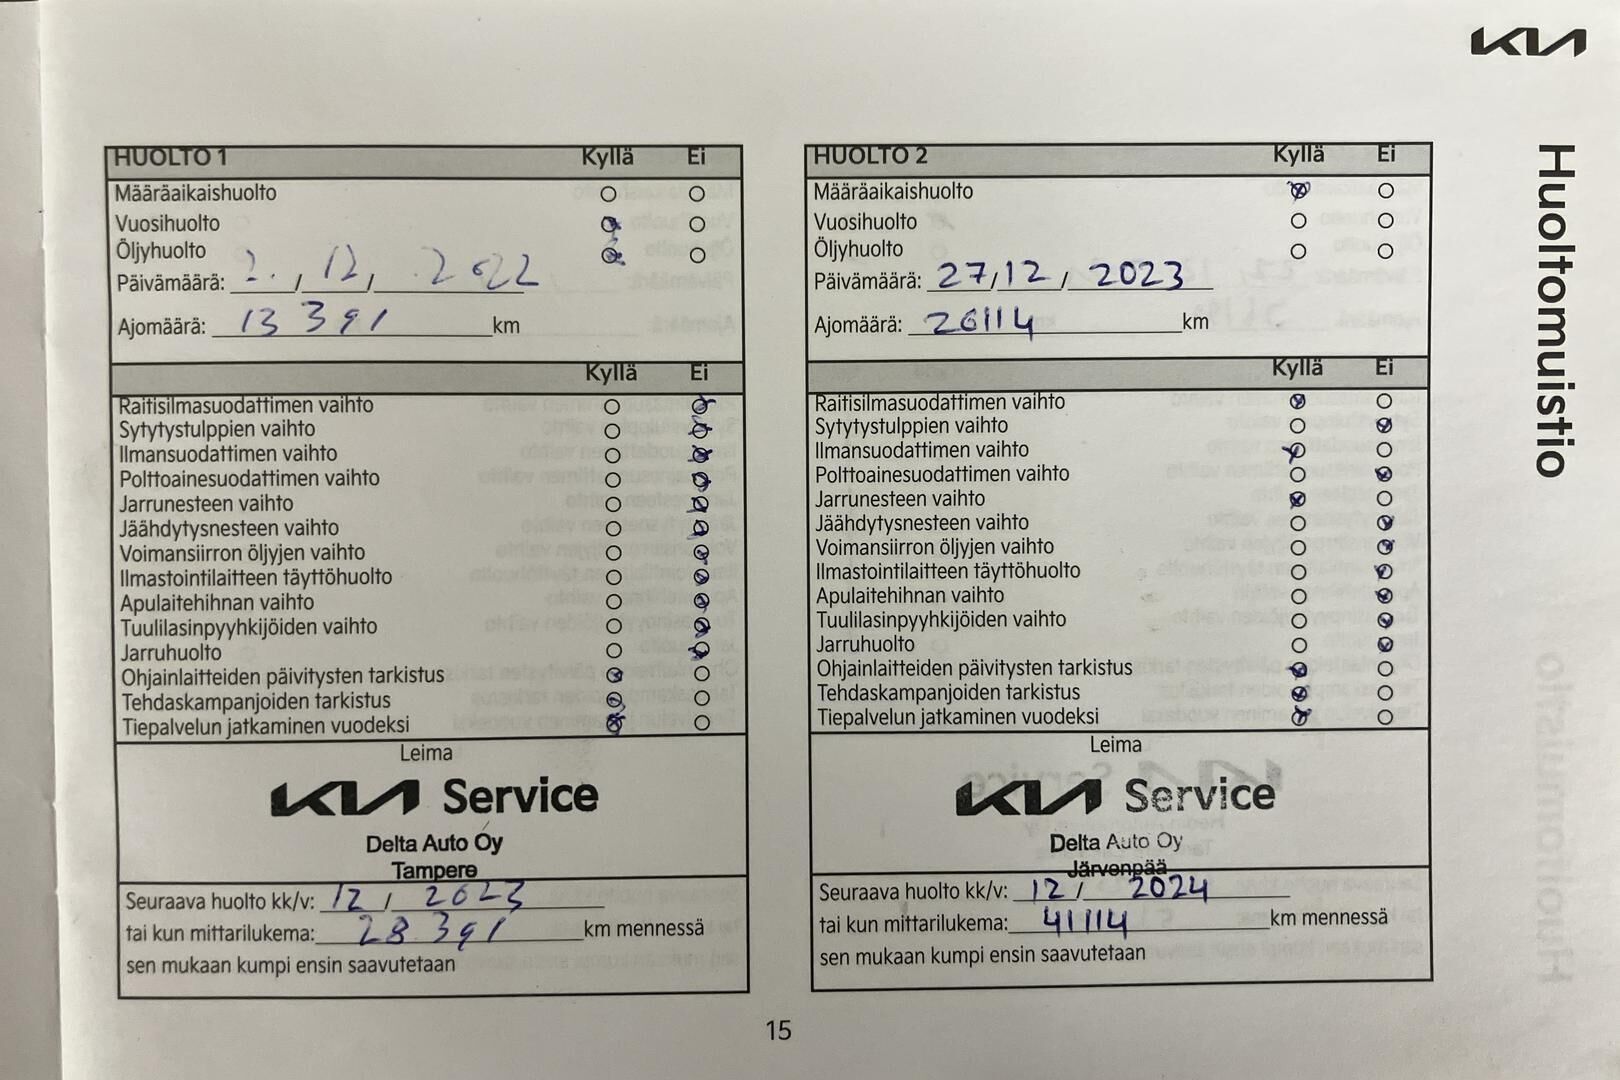 KIA
Huoltomuistio
HUOLTO 1 Kyllä Ei
Määräaikaishuolto
Vuosihuolto
Öljyhuolto
Päivämäärä: 2. / 12 / 2022
Ajomäärä: 13 391 km
Kyllä Ei
Raitisilmasuodattimen vaihto
Sytytystulppien vaihto
Ilmansuodattimen vaihto
Polttoainesuodattimen vaihto
Jarrunesteen vaihto
Jäähdytysnesteen vaihto
Voimansiirron öljyjen vaihto
Ilmastointilaitteen täyttöhuolto
Apulaitehihnan vaihto
Tuulilasinpyyhkijöiden vaihto
Jarruhuolto
Ohjainlaitteiden päivitysten tarkistus
Tehdaskampanjoiden tarkistus
Tiepalvelun jatkaminen vuodeksi
Leima
KIA Service
Delta Auto Oy
Tampere
Seuraava huolto kk/v: 12 / 2023
tai kun mittarilukema: 28 391 km mennessä
sen mukaan kumpi ensin saavutetaan
HUOLTO 2 Kyllä Ei
Määräaikaishuolto
Vuosihuolto
Öljyhuolto
Päivämäärä: 27/12 / 2023
Ajomäärä: 26114 km
Kyllä Ei
Raitisilmasuodattimen vaihto
Sytytystulppien vaihto
Ilmansuodattimen vaihto
Polttoainesuodattimen vaihto
Jarrunesteen vaihto
Jäähdytysnesteen vaihto
Voimansiirron öljyjen vaihto
Ilmastointilaitteen täyttöhuolto
Apulaitehihnan vaihto
Tuulilasinpyyhkijöiden vaihto
Jarruhuolto
Ohjainlaitteiden päivitysten tarkistus
Tehdaskampanjoiden tarkistus
Tiepalvelun jatkaminen vuodeksi
Leima
KIA Service
Delta Auto Oy
Järvenpää
Seuraava huolto kk/v: 12 / 2024
tai kun mittarilukema: 41114 km mennessä
sen mukaan kumpi ensin saavutetaan
15